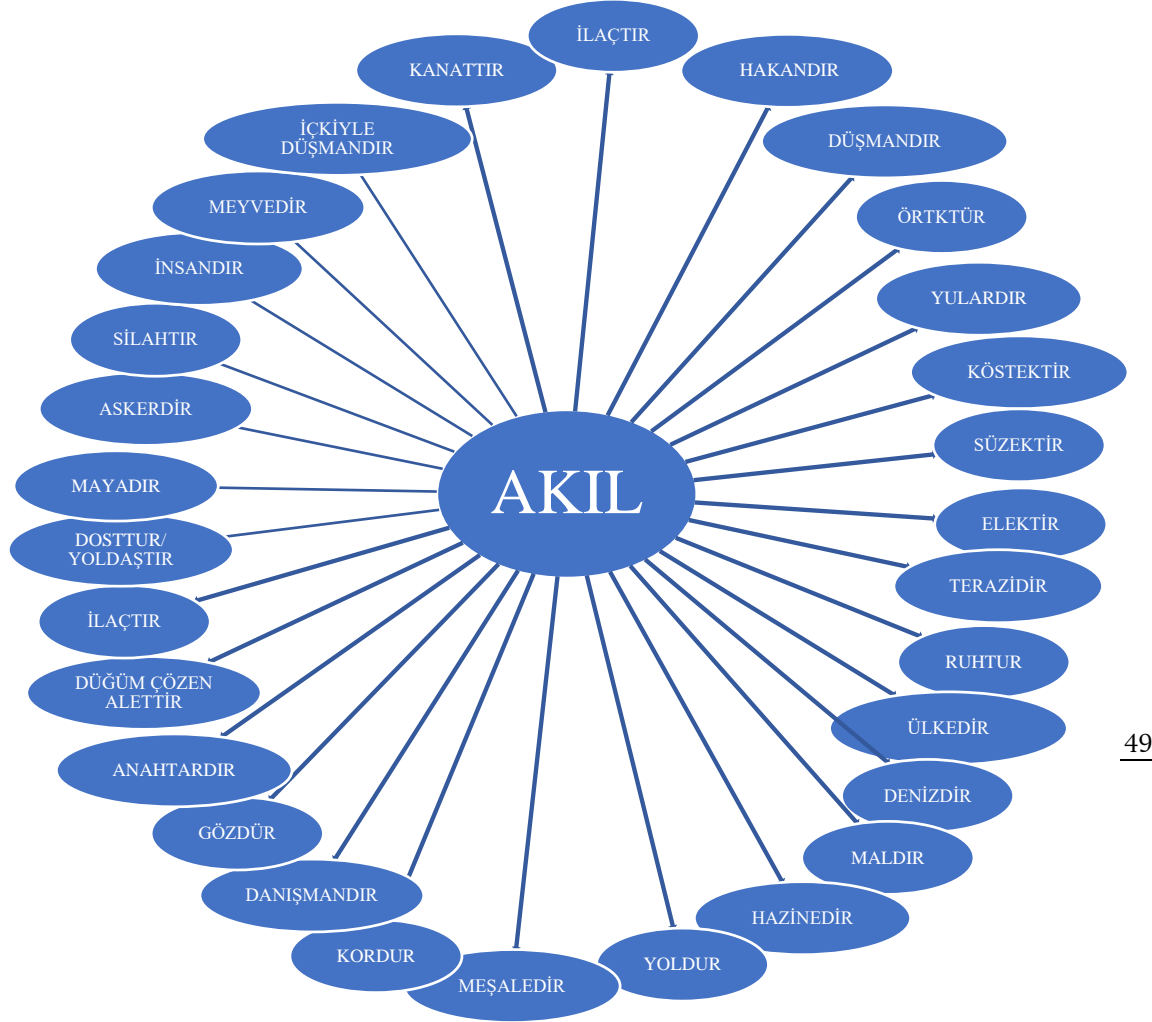 İLAÇTIR
HAKANDIR
DÜŞMANDIR
ÖRTKTÜR
YULARDIR
KÖSTEKTİR
SÜZEKTİR
ELEKTİR
TERAZİDİR
RUHTUR
ÜLKEDİR
DENİZDİR
MALDIR
HAZİNEDİR
YOLDUR
MEŞALEDİR
KORDUR
DANIŞMANDIR
GÖZDÜR
ANAHTARDIR
DÜĞÜM ÇÖZEN
ALETTİR
İLAÇTIR
DOSTTUR/
YOLDAŞTIR
MAYADIR
ASKERDİR
SİLAHTIR
İNSANDIR
MEYVEDİR
İÇKİYLE
DÜŞMANDIR
KANATTIR
AKIL
49